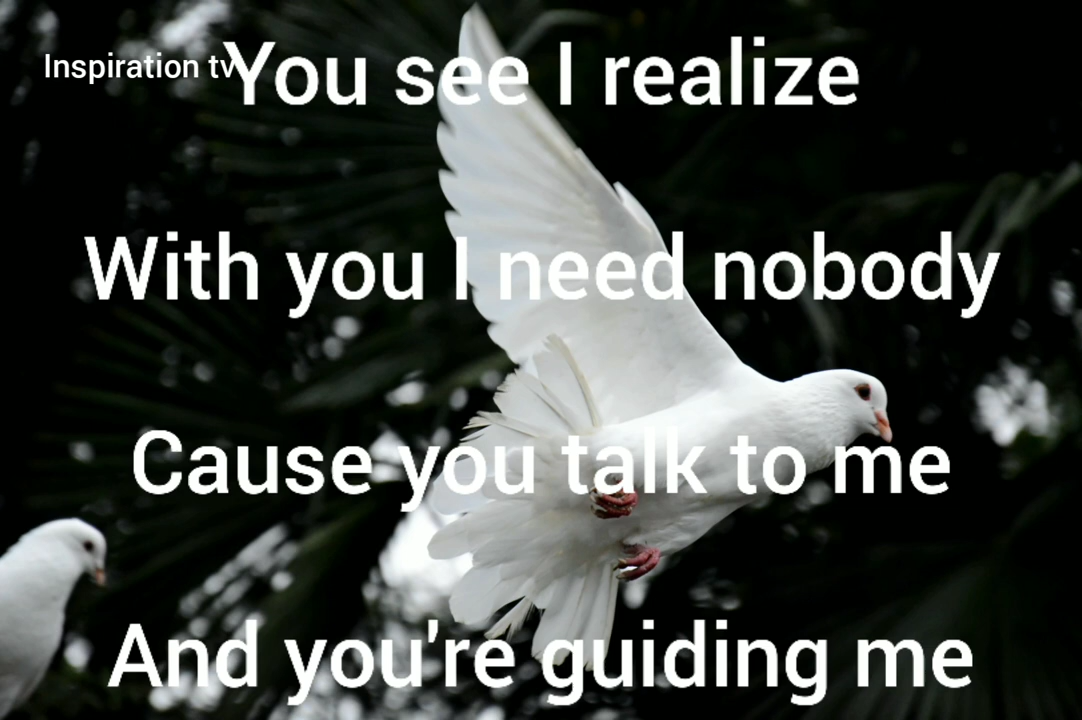 Inspiration tv
You see I realize
With you I need nobody
Cause you talk to me
And you're guiding me